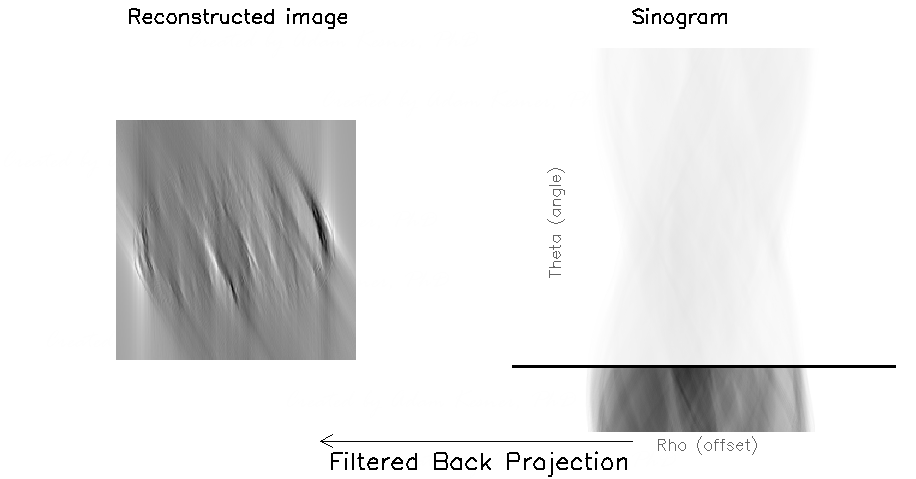 Reconstructed image
Sinogram
Theta (angle)
Rho (offset)
Filtered Back Projection